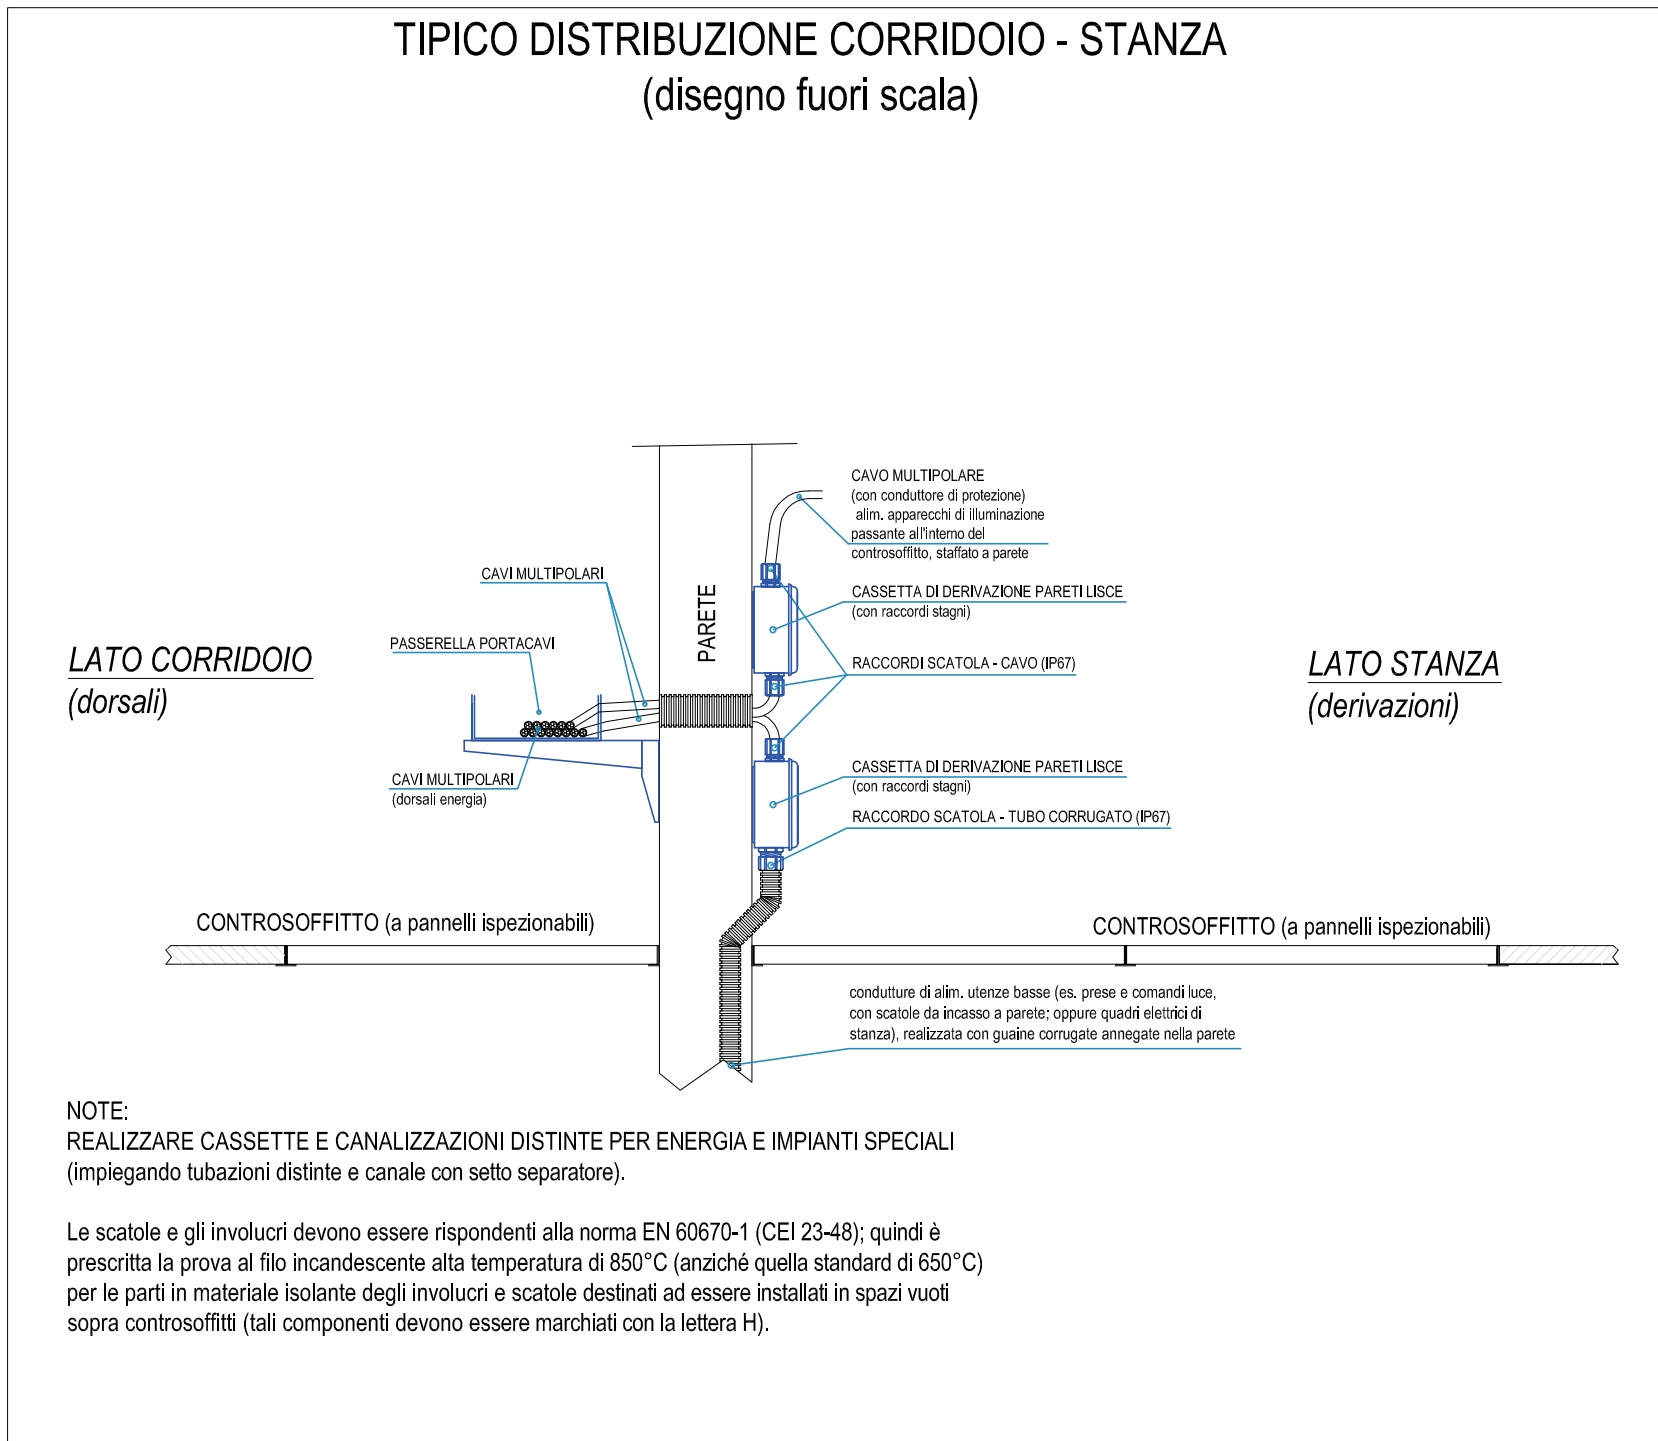 TIPICO DISTRIBUZIONE CORRIDOIO - STANZA
(disegno fuori scala)
CAVO MULTIPOLARE
(con conduttore di protezione)
alim. apparecchi di illuminazione
passante all'interno del
controsoffitto, staffato a parete
CAVI MULTIPOLARI
CASSETTA DI DERIVAZIONE PARETI LISCE
(con raccordi stagni)
PARETE
PASSERELLA PORTACAVI
RACCORDI SCATOLA - CAVO (IP67)
LATO CORRIDOIO
(dorsali)
LATO STANZA
(derivazioni)
CAVI MULTIPOLARI
(dorsali energia)
CASSETTA DI DERIVAZIONE PARETI LISCE
(con raccordi stagni)
RACCORDO SCATOLA - TUBO CORRUGATO (IP67)
CONTROSOFFITTO (a pannelli ispezionabili)
CONTROSOFFITTO (a pannelli ispezionabili)
condutture di alim. utenze basse (es. prese e comandi luce,
con scatole da incasso a parete; oppure quadri elettrici di
stanza), realizzata con guaine corrugate annegate nella parete
NOTE:
REALIZZARE CASSETTE E CANALIZZAZIONI DISTINTE PER ENERGIA E IMPIANTI SPECIALI
(impiegando tubazioni distinte e canale con setto separatore).
Le scatole e gli involucri devono essere rispondenti alla norma EN 60670-1 (CEI 23-48); quindi è
prescritta la prova al filo incandescente alta temperatura di 850°C (anziché quella standard di 650°C)
per le parti in materiale isolante degli involucri e scatole destinati ad essere installati in spazi vuoti
sopra controsoffitti (tali componenti devono essere marchiati con la lettera H).